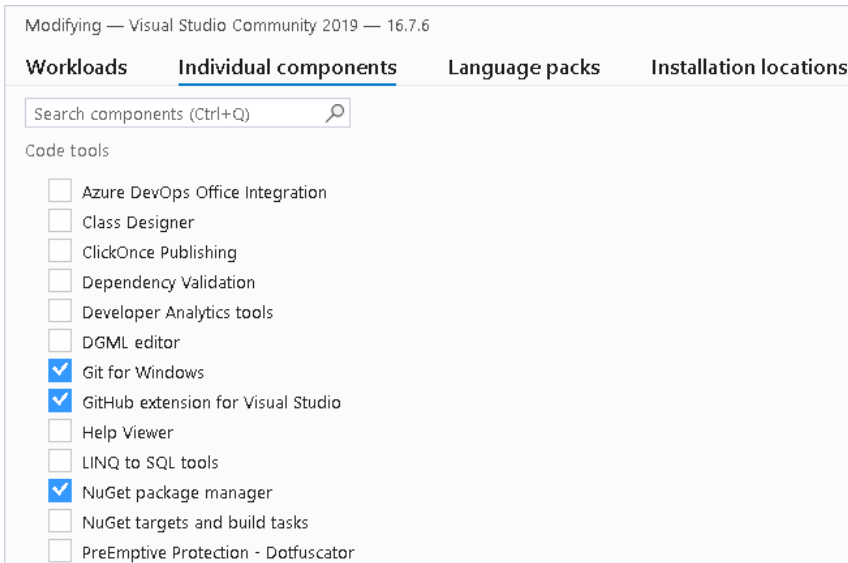 Modifying — Visual Studio Community 2019 — 16.7.6
Workloads Individual components Language packs Installation locations
Search components (Ctrl+Q)
Code tools
Azure DevOps Office Integration
Class Designer
ClickOnce Publishing
Dependency Validation
Developer Analytics tools
DGML editor
Git for Windows
GitHub extension for Visual Studio
Help Viewer
LINQ to SQL tools
NuGet package manager
NuGet targets and build tasks
PreEmptive Protection - Dotfuscator